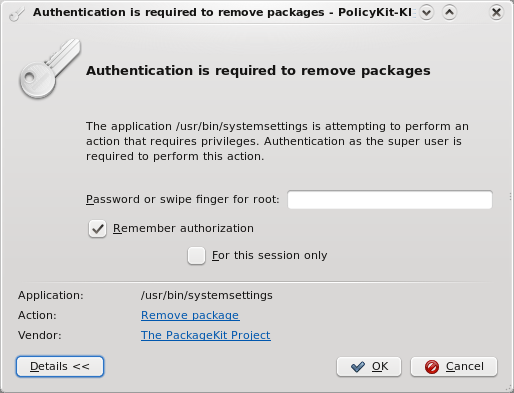 Authentication is required to remove packages - PolicyKit-KI
Authentication is required to remove packages
The application /usr/bin/systemsettings is attempting to perform an
action that requires privileges. Authentication as the super user is
required to perform this action.
Password or swipe finger for root:
Remember authorization
For this session only
Application: /usr/bin/systemsettings
Action: Remove package
Vendor: The PackageKit Project
Details << OK Cancel